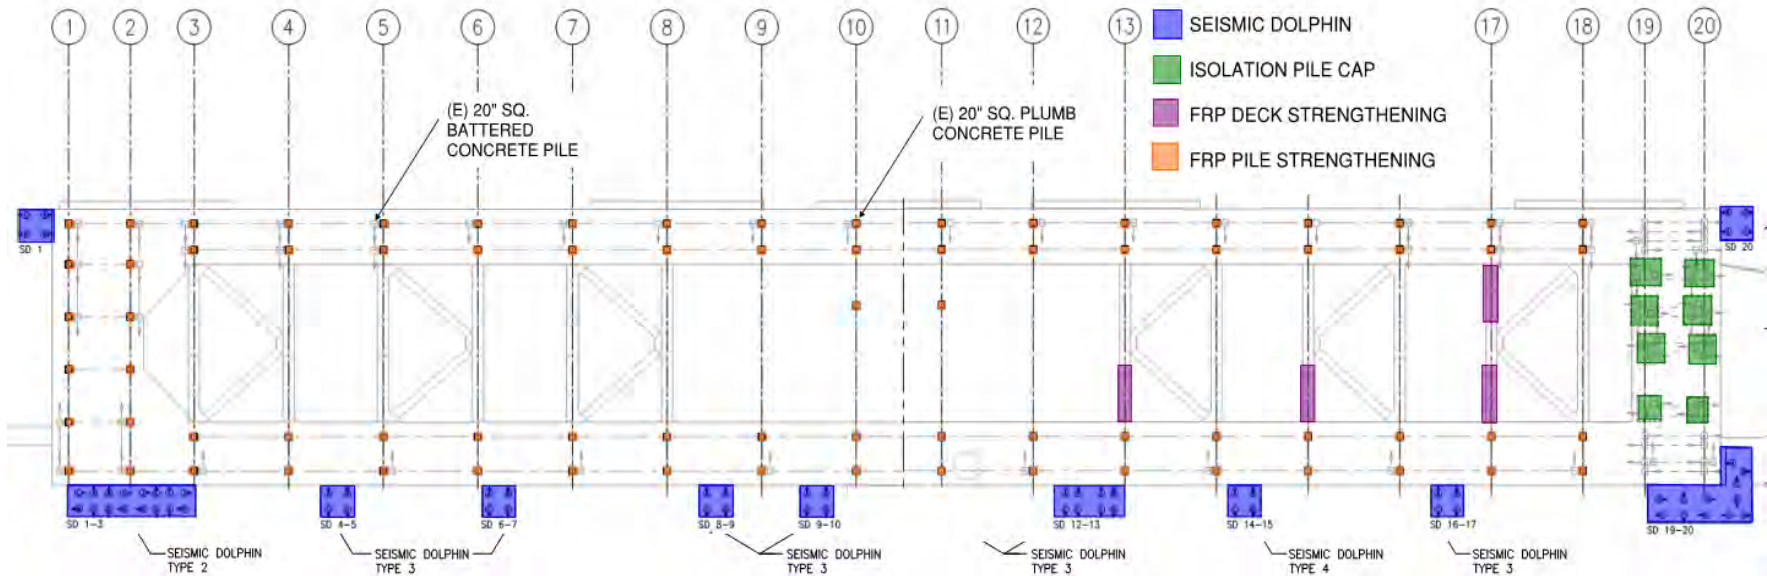 1 2 3 4 5 6 7 8 9 10 11 12 13 17 18 19 20
SEISMIC DOLPHIN
ISOLATION PILE CAP
FRP DECK STRENGTHENING
FRP PILE STRENGTHENING
(E) 20" SQ.
BATTERED
CONCRETE PILE
(E) 20" SQ. PLUMB
CONCRETE PILE
SD 1
SD 20
SD 1-3
SD 4-5
SD 6-7
SD 8-9
SD 9-10
SD 12-13
SD 14-15
SD 16-17
SD 19-20
SEISMIC DOLPHIN
TYPE 2
SEISMIC DOLPHIN
TYPE 3
SEISMIC DOLPHIN
TYPE 3
SEISMIC DOLPHIN
TYPE 3
SEISMIC DOLPHIN
TYPE 4
SEISMIC DOLPHIN
TYPE 3